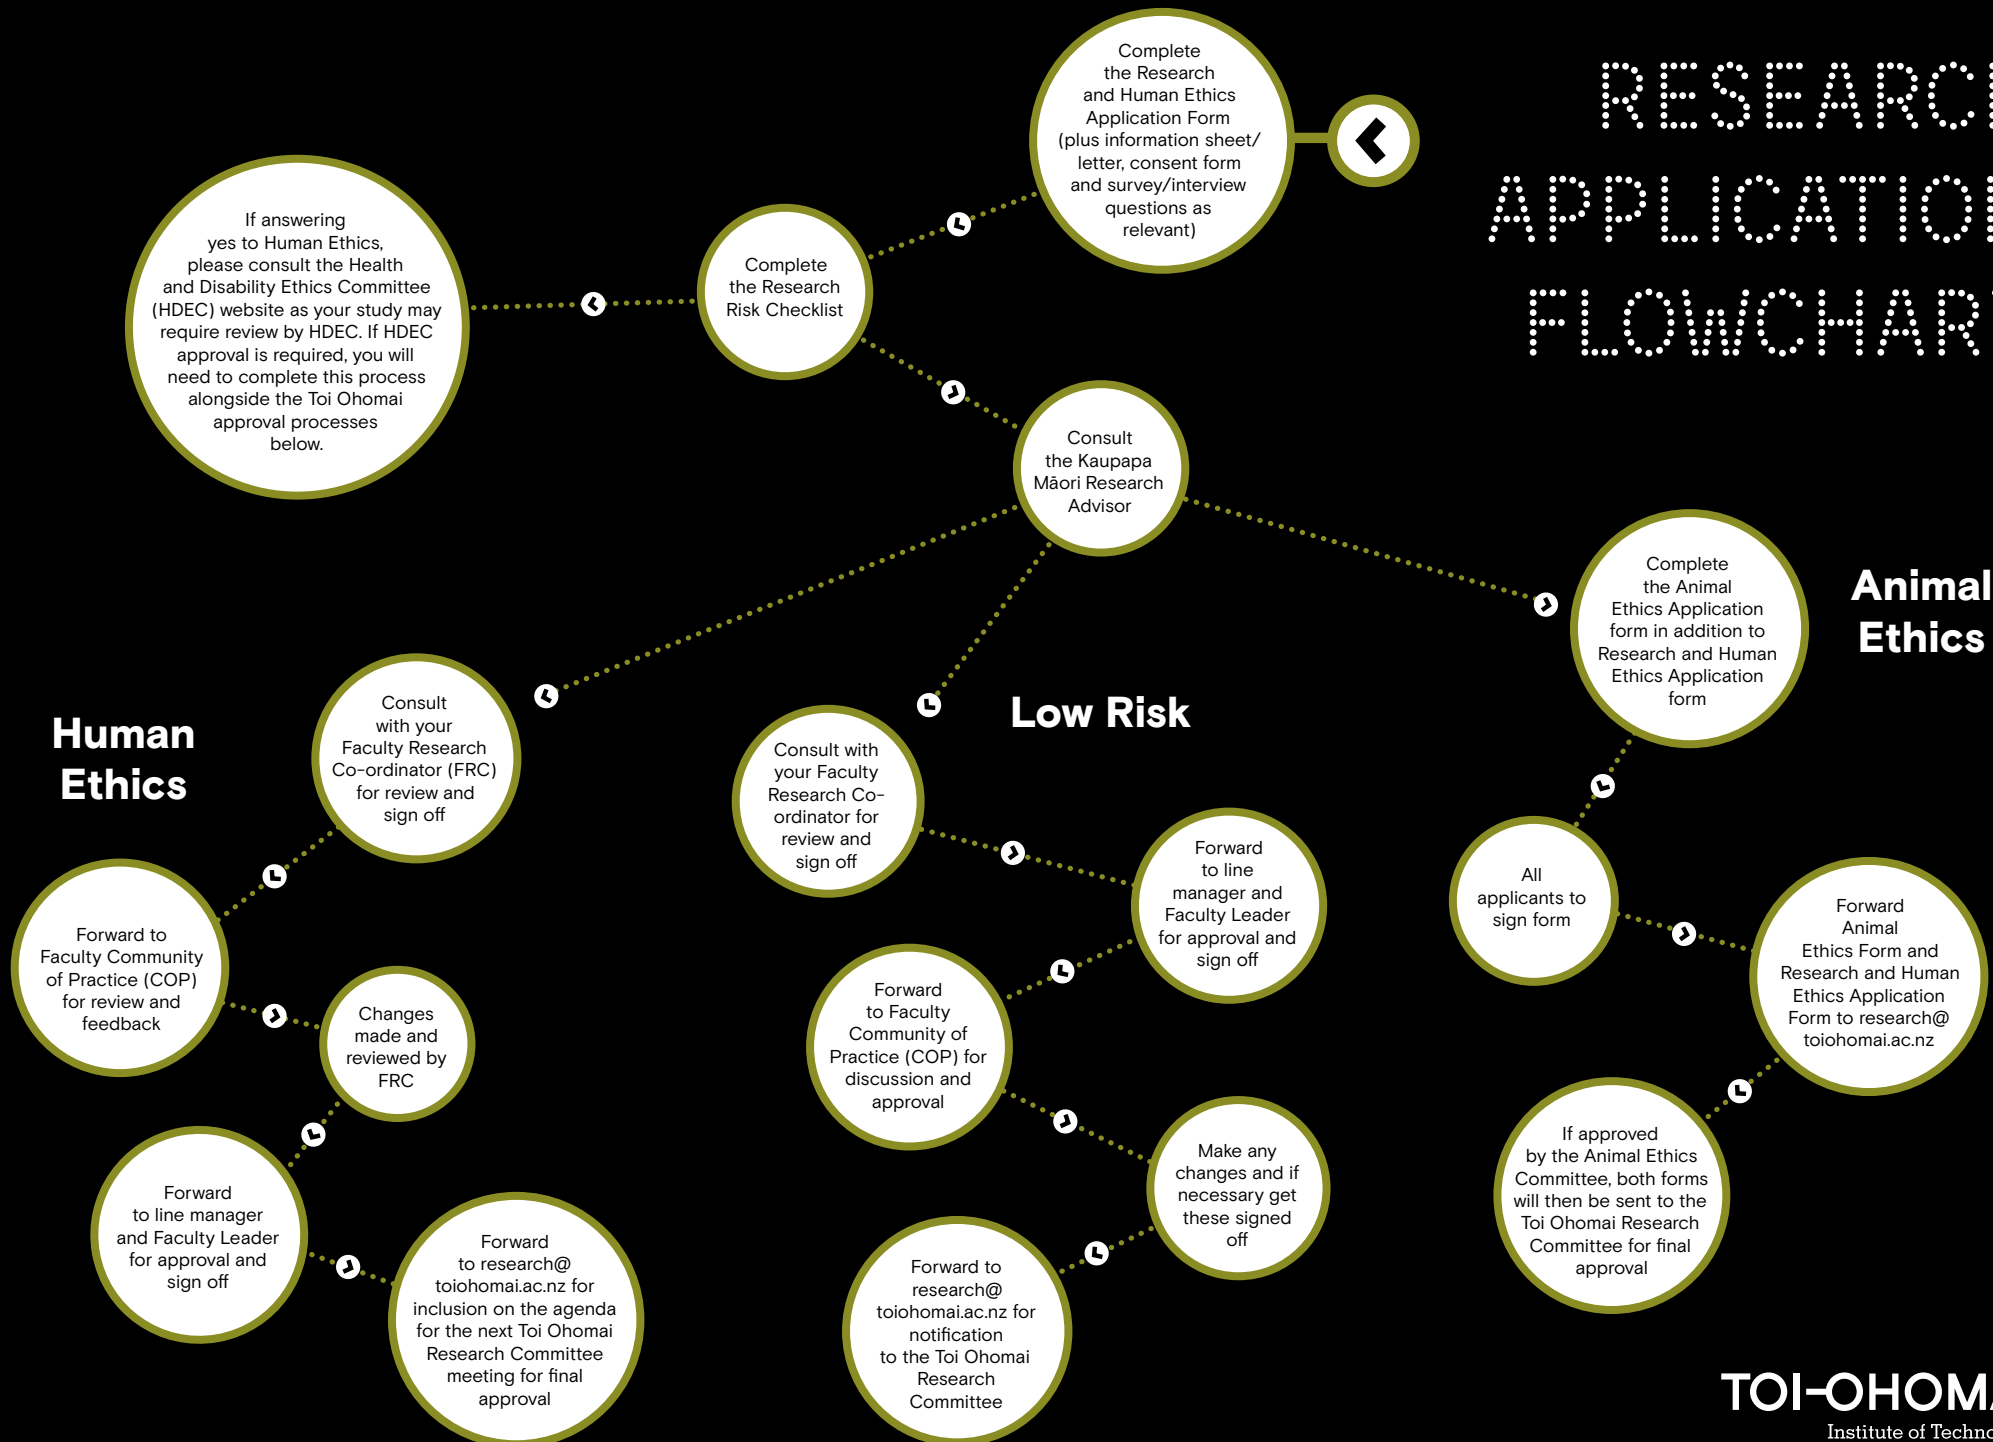 RESEARCH
APPLICATION
FLOWCHART
Complete
the Research
and Human Ethics
Application Form
(plus information sheet/
letter, consent form
and survey/interview
questions as
relevant)
Complete
the Research
Risk Checklist
If answering
yes to Human Ethics,
please consult the Health
and Disability Ethics Committee
(HDEC) website as your study may
require review by HDEC. If HDEC
approval is required, you will
need to complete this process
alongside the Toi Ohomai
approval processes
below.
Consult
the Kaupapa
Māori Research
Advisor
Human
Ethics
Consult
with your
Faculty Research
Co-ordinator (FRC)
for review and
sign off
Forward to
Faculty Community
of Practice (COP)
for review and
feedback
Changes
made and
reviewed by
FRC
Forward
to line manager
and Faculty Leader
for approval and
sign off
Forward
to research@
toiohomai.ac.nz for
inclusion on the agenda
for the next Toi Ohomai
Research Committee
meeting for final
approval
Low Risk
Consult with
your Faculty
Research Co-
ordinator for
review and
sign off
Forward
to line
manager and
Faculty Leader
for approval and
sign off
Forward
to Faculty
Community of
Practice (COP) for
discussion and
approval
Make any
changes and if
necessary get
these signed
off
Forward to
research@
toiohomai.ac.nz for
notification
to the Toi Ohomai
Research
Committee
Animal
Ethics
Complete
the Animal
Ethics Application
form in addition to
Research and Human
Ethics Application
form
All
applicants to
sign form
Forward
Animal
Ethics Form and
Research and Human
Ethics Application
Form to research@
toiohomai.ac.nz
If approved
by the Animal Ethics
Committee, both forms
will then be sent to the
Toi Ohomai Research
Committee for final
approval
TOI-OHOMA
Institute of Techno